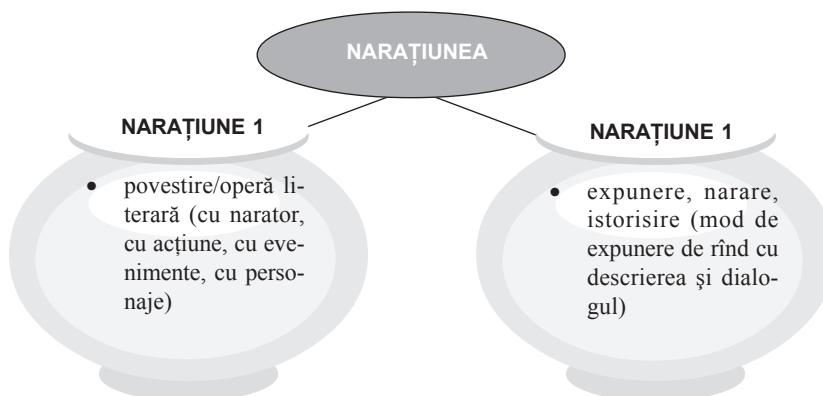 NARAȚIUNEA
NARAȚIUNE 1
• povestire/operă li-
terară (cu narator,
cu acțiune, cu eve-
nimente, cu perso-
naje)
NARAȚIUNE 1
• expunere, narare,
istorisire (mod de
expunere de rînd cu
descrierea şi dialo-
gul)